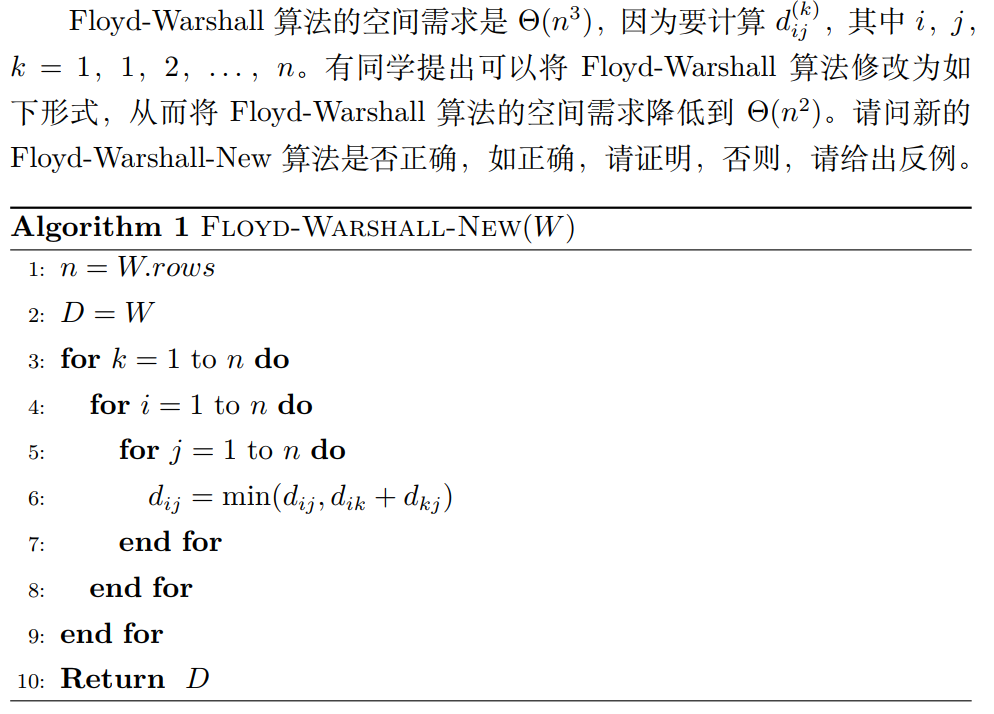 Floyd-Warshall 算法的空间需求是 Θ(n³)，因为要计算 d_{ij}^{(k)}，其中 i, j,
k = 1, 1, 2, ..., n。有同学提出可以将 Floyd-Warshall 算法修改为如
下形式，从而将 Floyd-Warshall 算法的空间需求降低到 Θ(n²)。请问新的
Floyd-Warshall-New 算法是否正确，如正确，请证明，否则，请给出反例。
Algorithm 1 FLOYD-WARSHALL-NEW(W)
1: n = W.rows
2: D = W
3: for k = 1 to n do
4: for i = 1 to n do
5: for j = 1 to n do
6: d_{ij} = min(d_{ij}, d_{ik} + d_{kj})
7: end for
8: end for
9: end for
10: Return D